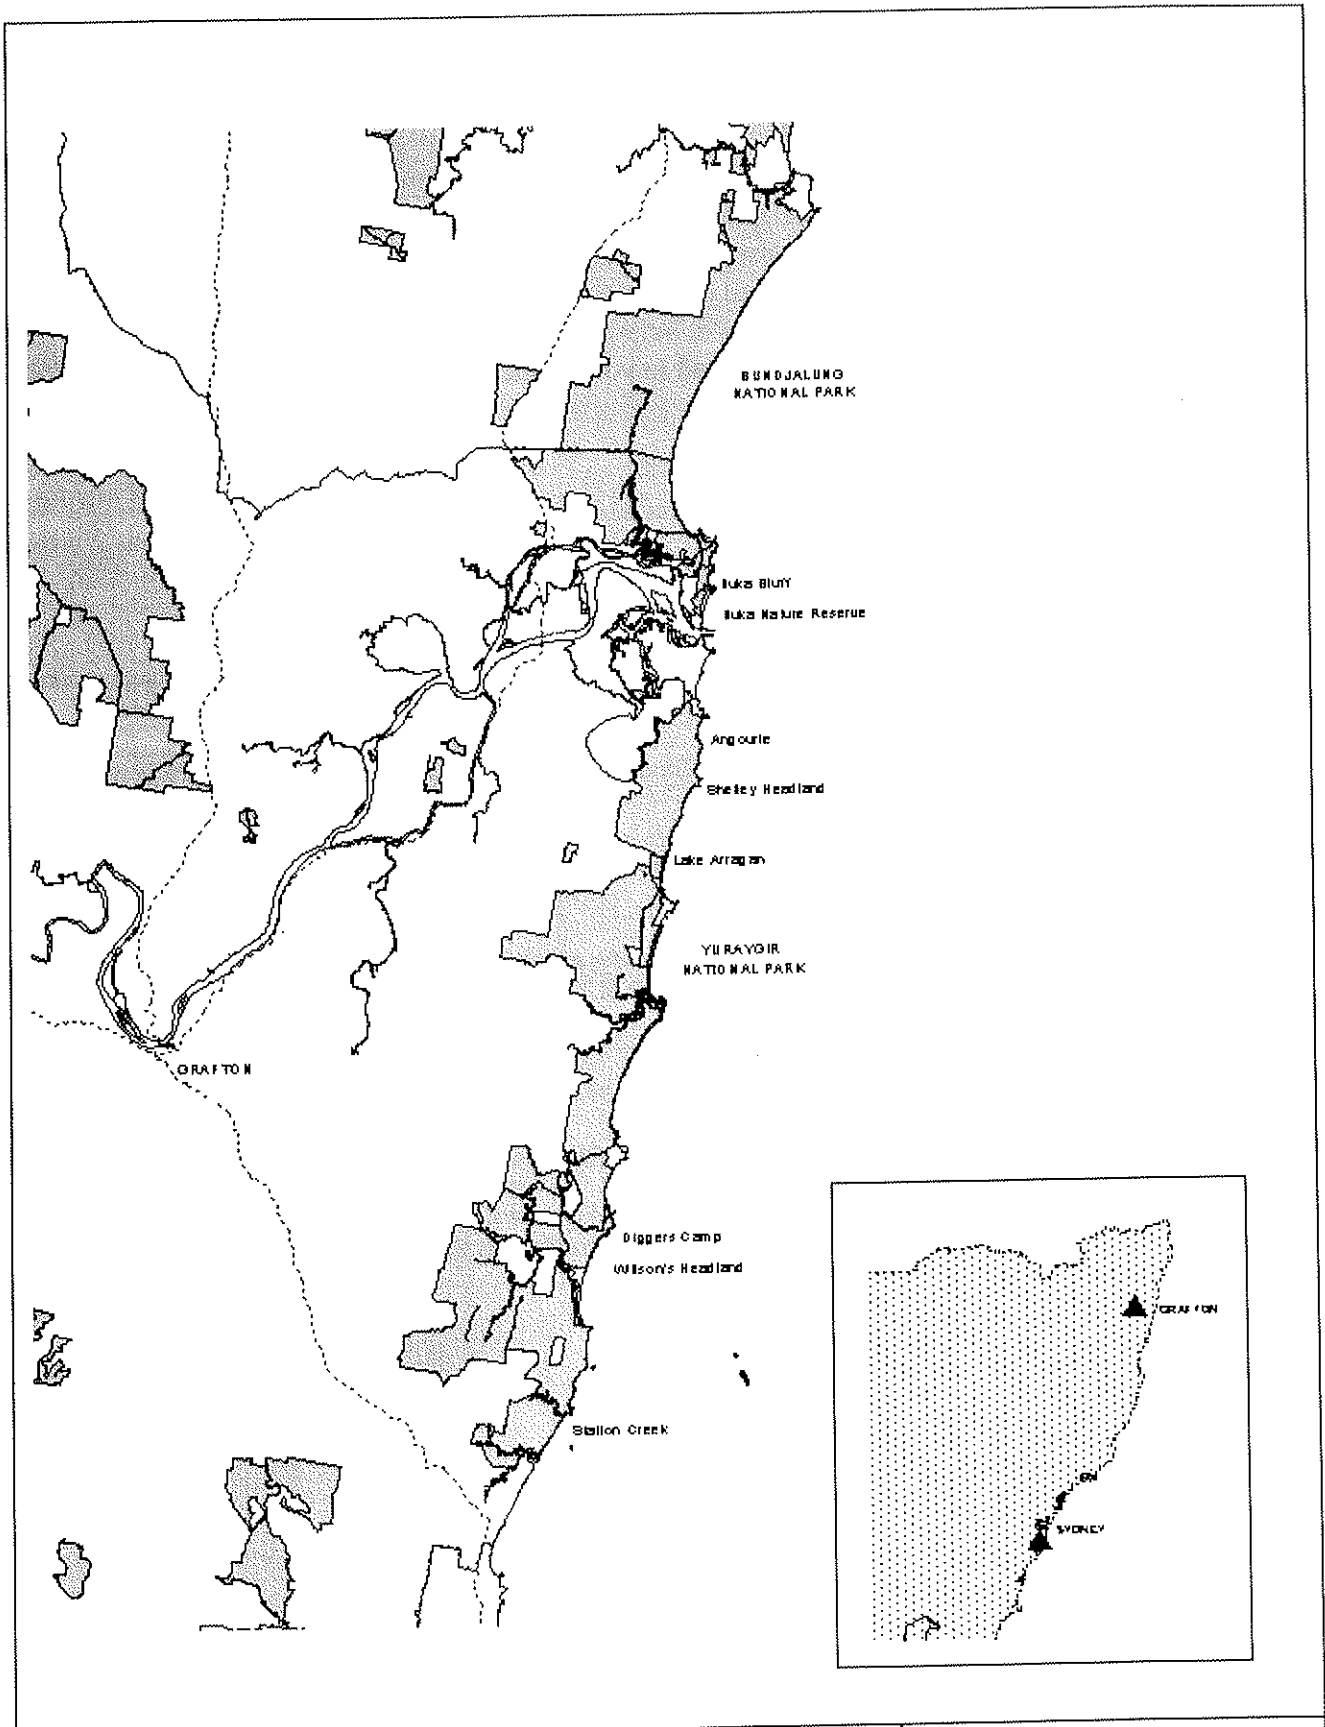 BUNDJALUNG
NATIONAL PARK
Iluka Bluff
Iluka Nature Reserve
Angourie
Shelley Headland
Lake Arragan
YURAYGIR
NATIONAL PARK
GRAFTON
Diggers Camp
Wilson's Headland
Station Creek
GRAFTON
SYDNEY